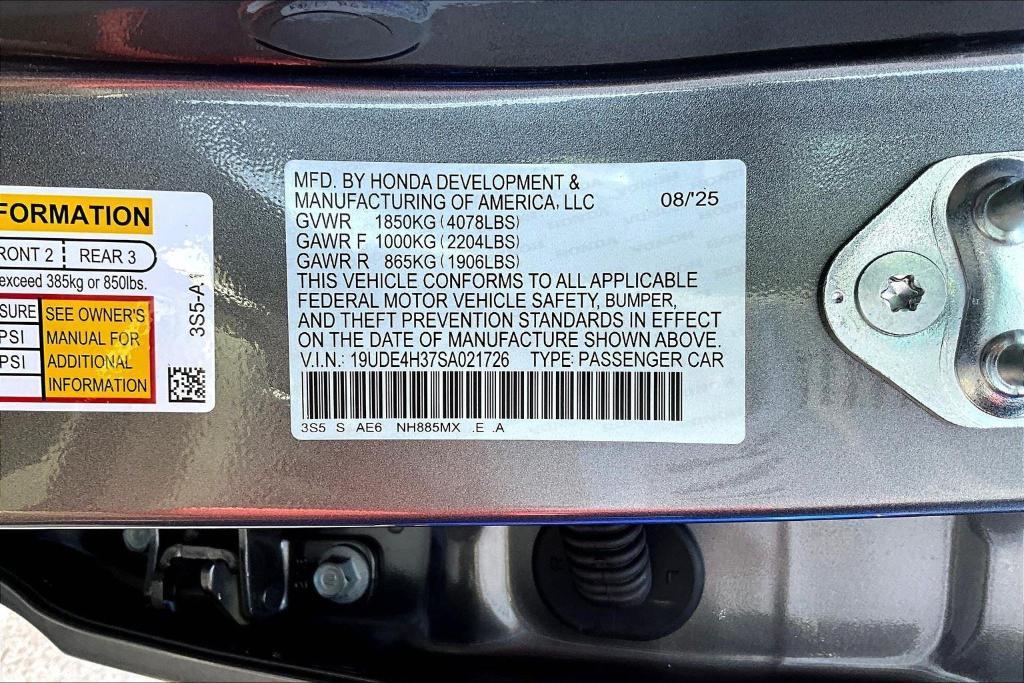 FORMATION
RONT 2 REAR 3
exceed 385kg or 850lbs.
SURE SEE OWNER'S
PSI MANUAL FOR
PSI ADDITIONAL
INFORMATION
3S5-A1
MFD. BY HONDA DEVELOPMENT &
MANUFACTURING OF AMERICA, LLC 08/'25
GVWR 1850KG (4078LBS)
GAWR F 1000KG (2204LBS)
GAWR R 865KG (1906LBS)
THIS VEHICLE CONFORMS TO ALL APPLICABLE
FEDERAL MOTOR VEHICLE SAFETY, BUMPER,
AND THEFT PREVENTION STANDARDS IN EFFECT
ON THE DATE OF MANUFACTURE SHOWN ABOVE.
V.I.N.: 19UDE4H37SA021726 TYPE: PASSENGER CAR
3S5 S AE6 NH885MX .E .A
R L